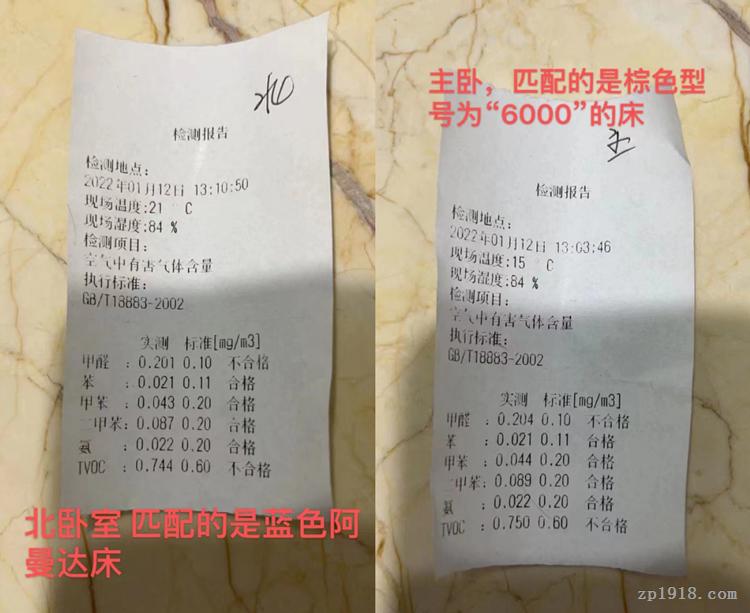 北
检测报告
检测地点:
2022年01月12日 13:10:50
现场温度:21 °C
现场湿度:84 %
检测项目:
空气中有害气体含量
执行标准:
GB/T18883-2002
实测 标准[mg/m3]
甲醛 :0.201 0.10 不合格
苯 :0.021 0.11 合格
甲苯 :0.043 0.20 合格
二甲苯:0.087 0.20 合格
氨 :0.022 0.20 合格
TVOC :0.744 0.60 不合格
北卧室 匹配的是蓝色阿
曼达床
主卧，匹配的是棕色型
号为“6000”的床
主
检测报告
检测地点:
2022年01月12日 13:03:46
现场温度:15 °C
现场湿度:84 %
检测项目:
空气中有害气体含量
执行标准:
GB/T18883-2002
实测 标准[mg/m3]
甲醛 :0.204 0.10 不合格
苯 :0.021 0.11 合格
甲苯 :0.044 0.20 合格
二甲苯:0.089 0.20 合格
氨 :0.022 0.20 合格
TVOC :0.750 0.60 不合格
zp1918.com